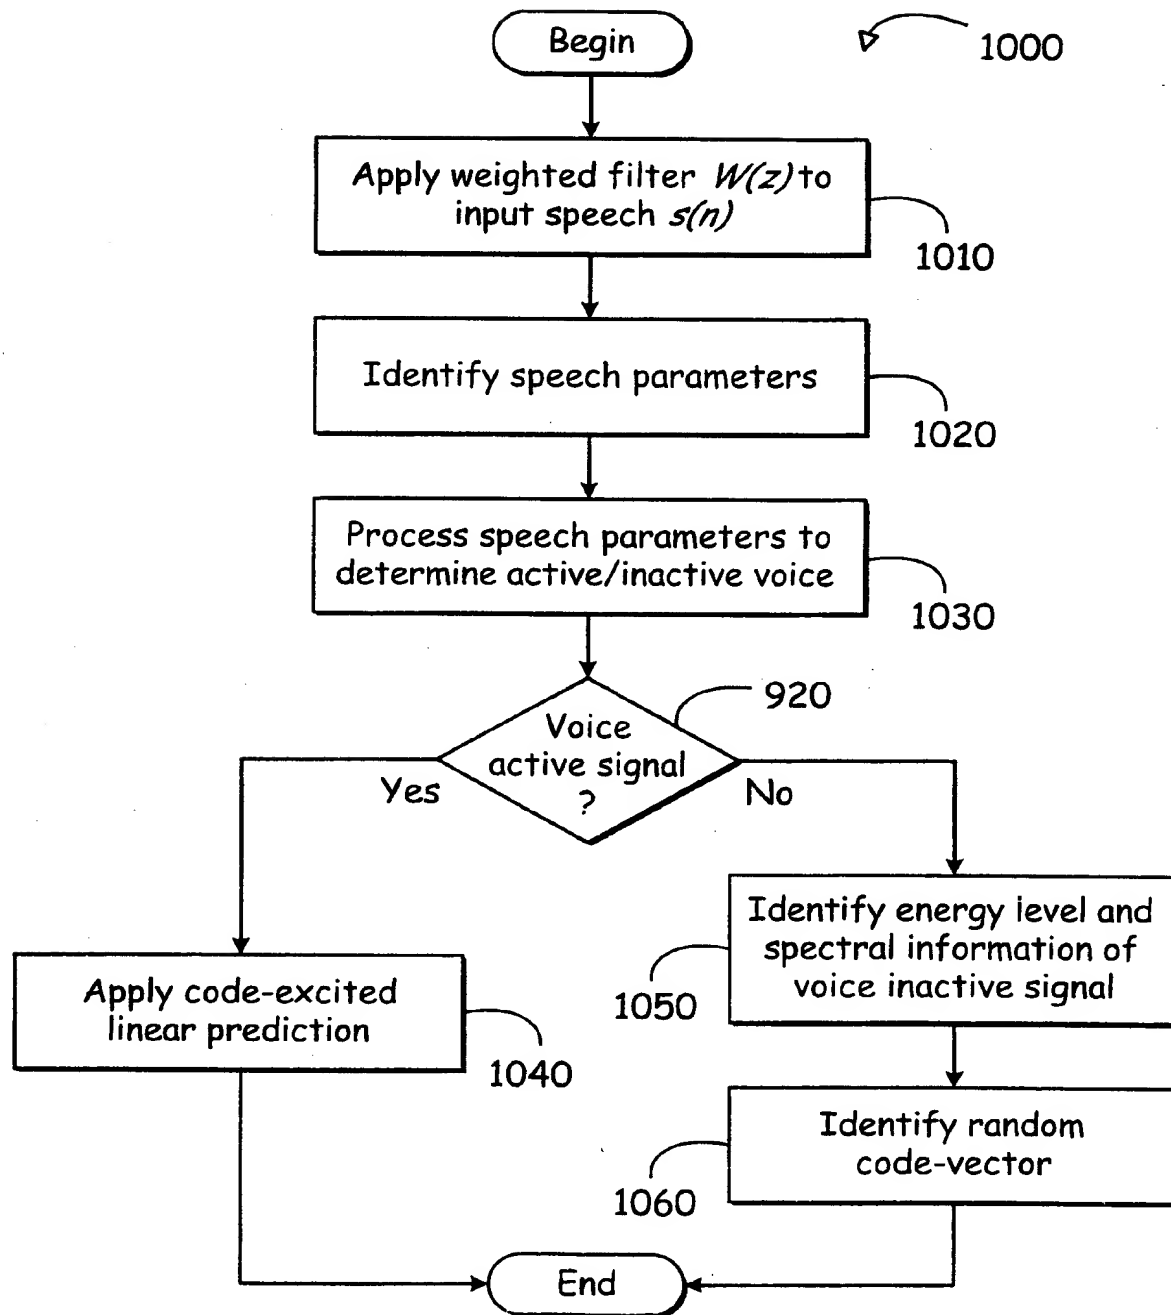 Begin
1000
Apply weighted filter W(z) to
input speech s(n)
1010
Identify speech parameters
1020
Process speech parameters to
determine active/inactive voice
1030
920
Voice
active signal
?
Yes
No
Identify energy level and
spectral information of
voice inactive signal
1050
Apply code-excited
linear prediction
1040
Identify random
code-vector
1060
End